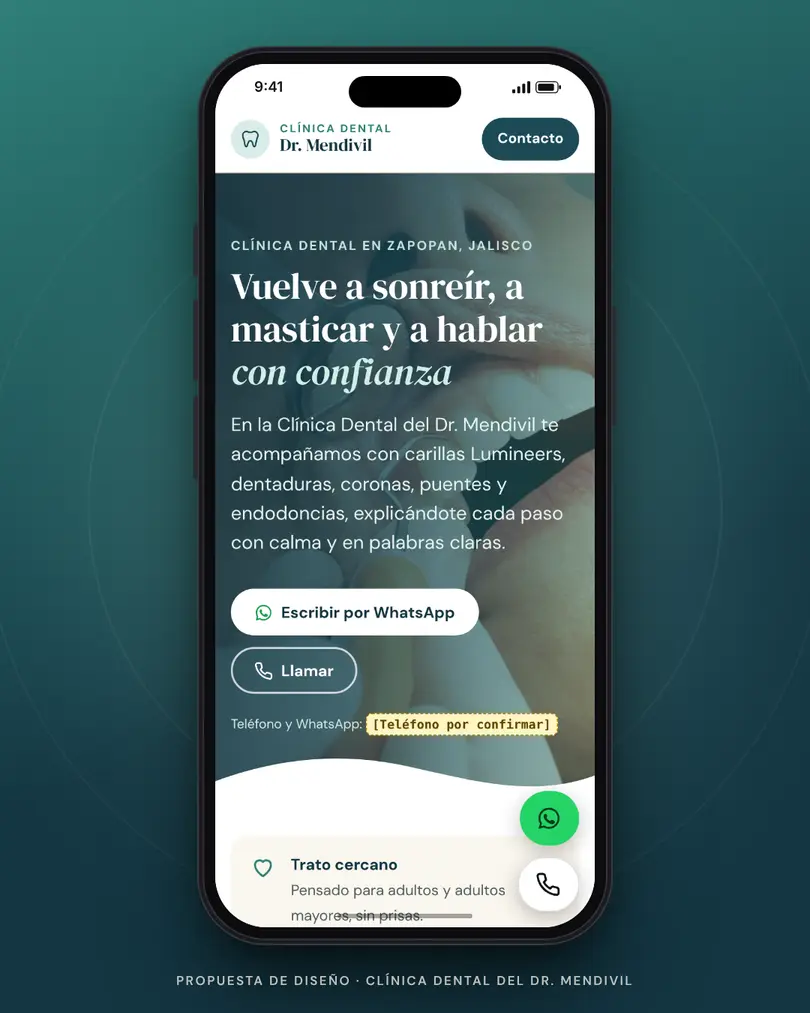 9:41
CLÍNICA DENTAL
Dr. Mendivil
Contacto
CLÍNICA DENTAL EN ZAPOPAN, JALISCO
Vuelve a sonreír, a
masticar y a hablar
con confianza
En la Clínica Dental del Dr. Mendivil te
acompañamos con carillas Lumineers,
dentaduras, coronas, puentes y
endodoncias, explicándote cada paso
con calma y en palabras claras.
Escribir por WhatsApp
Llamar
Teléfono y WhatsApp: [Teléfono por confirmar]
Trato cercano
Pensado para adultos y adultos
mayores, sin prisas.
PROPUESTA DE DISEÑO · CLÍNICA DENTAL DEL DR. MENDIVIL